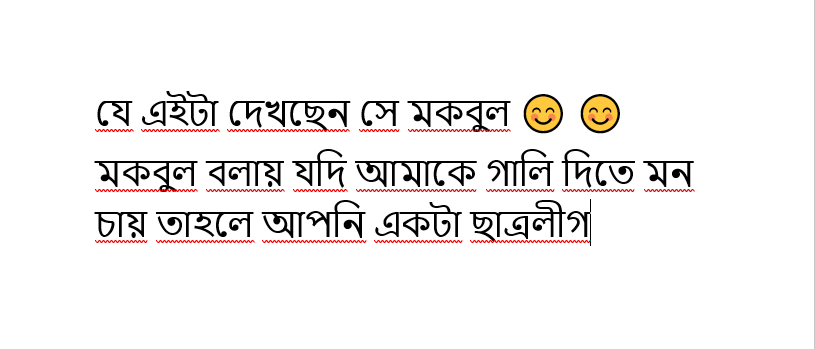 যে এইটা দেখছেন সে মকবুল 😊 😊
মকবুল বলায় যদি আমাকে গালি দিতে মন
চায় তাহলে আপনি একটা ছাত্রলীগ